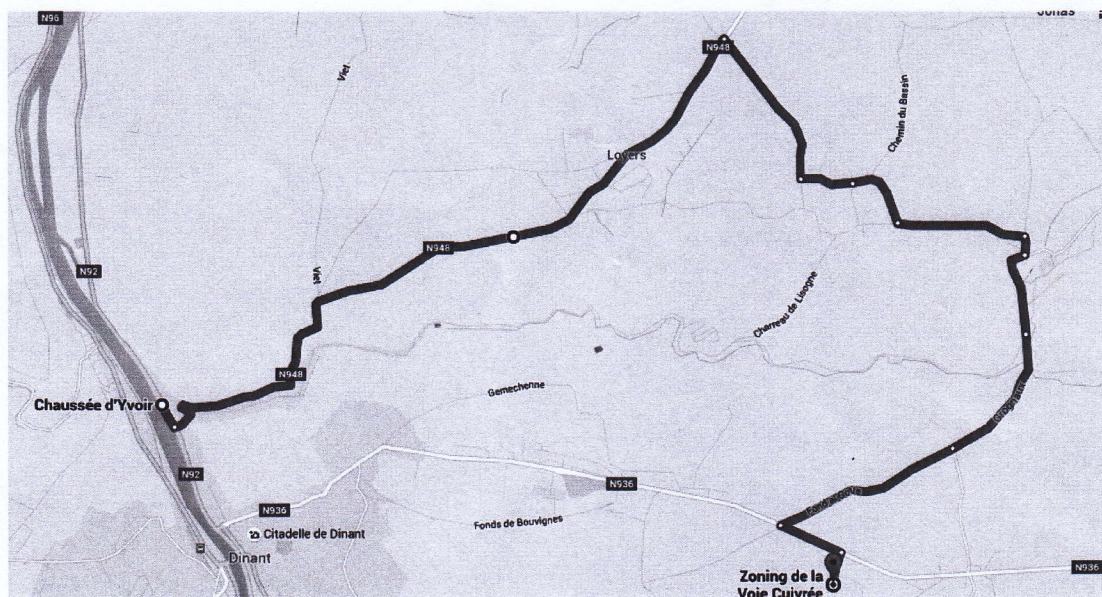 N96
Jonas
N948
Viet
Chemin du Bassin
Loyers
N948
N92
Viet
Charreau de Lisogne
N948
Gemechenne
Chaussée d'Yvoir
N92
N936
N936
Fonds de Bouvignes
Citadelle de Dinant
Dinant
Zoning de la
Voie Cuivrée
N936